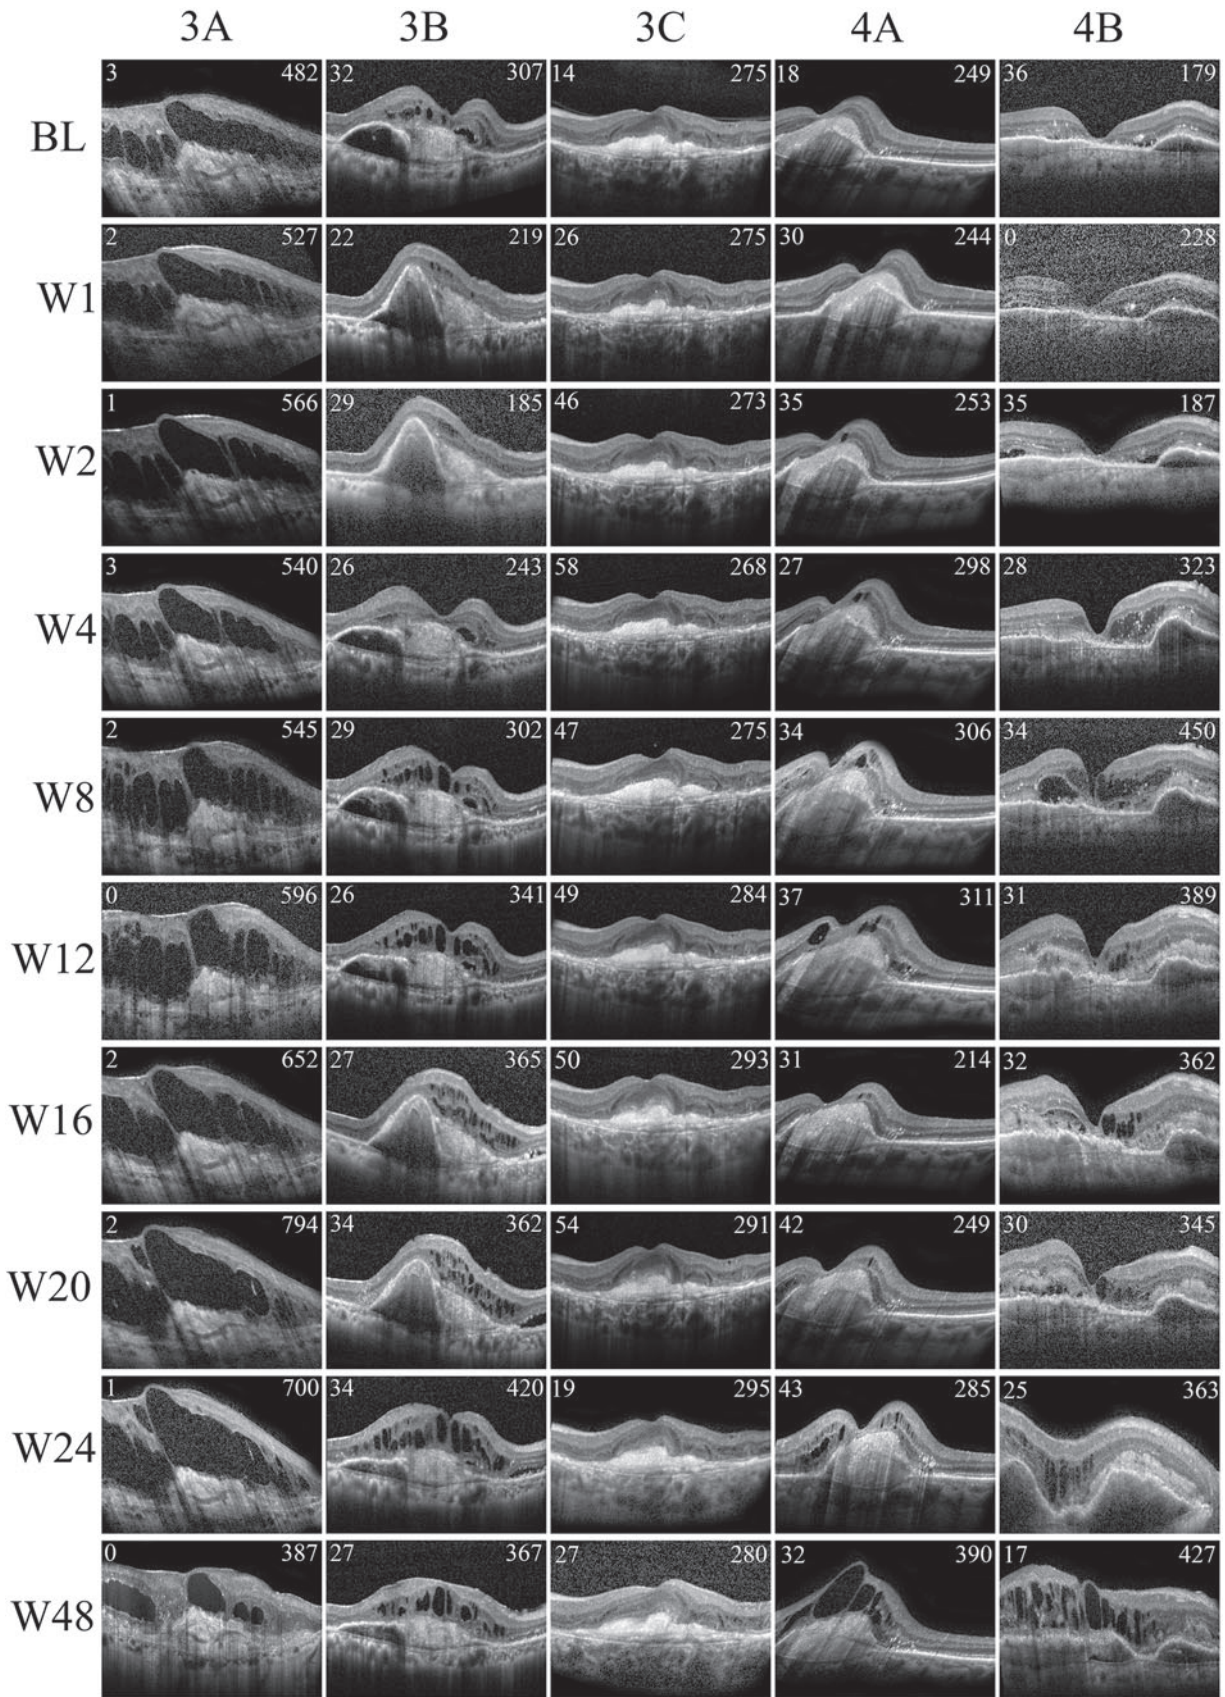 3A 3B 3C 4A 4B
BL 3 482 32 307 14 275 18 249 36 179
W1 2 527 22 219 26 275 30 244 0 228
W2 1 566 29 185 46 273 35 253 35 187
W4 3 540 26 243 58 268 27 298 28 323
W8 2 545 29 302 47 275 34 306 34 450
W12 0 596 26 341 49 284 37 311 31 389
W16 2 652 27 365 50 293 31 214 32 362
W20 2 794 34 362 54 291 42 249 30 345
W24 1 700 34 420 19 295 43 285 25 363
W48 0 387 27 367 27 280 32 390 17 427